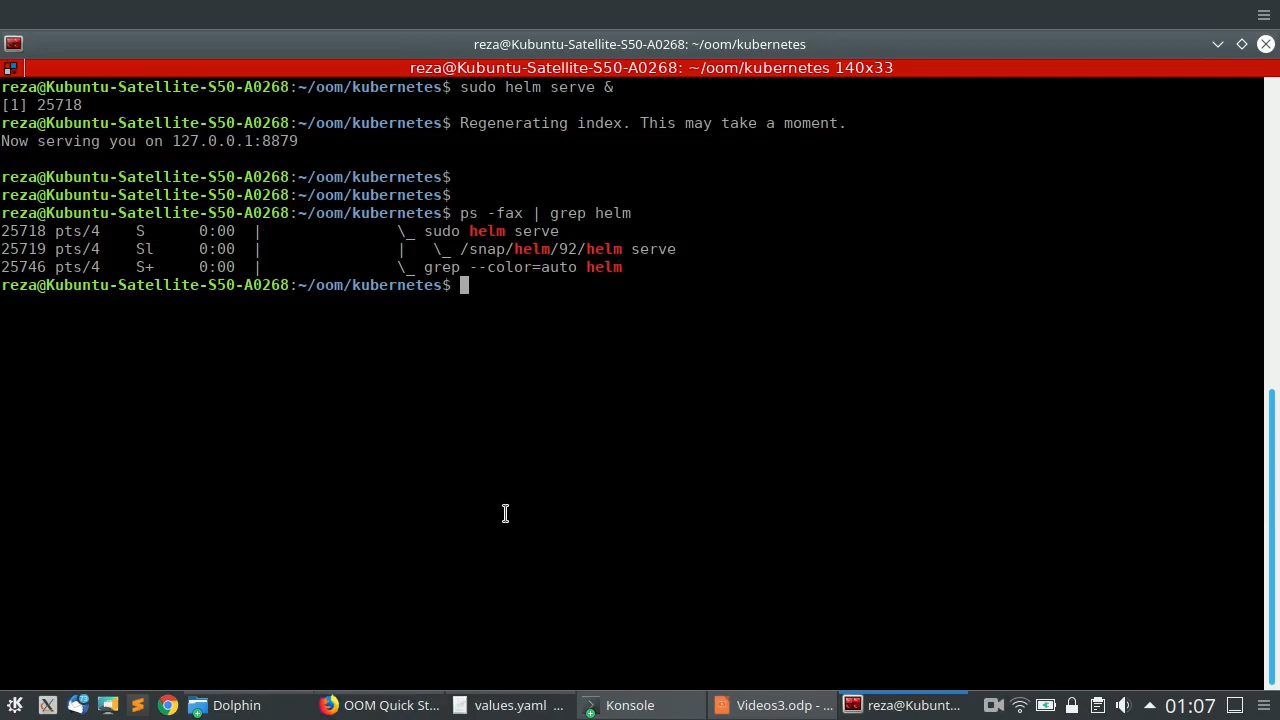 reza@Kubuntu-Satellite-S50-A0268: ~/oom/kubernetes
reza@Kubuntu-Satellite-S50-A0268: ~/oom/kubernetes 140x33
reza@Kubuntu-Satellite-S50-A0268:~/oom/kubernetes$ sudo helm serve &
[1] 25718
reza@Kubuntu-Satellite-S50-A0268:~/oom/kubernetes$ Regenerating index. This may take a moment.
Now serving you on 127.0.0.1:8879
reza@Kubuntu-Satellite-S50-A0268:~/oom/kubernetes$
reza@Kubuntu-Satellite-S50-A0268:~/oom/kubernetes$
reza@Kubuntu-Satellite-S50-A0268:~/oom/kubernetes$ ps -fax | grep helm
25718 pts/4    S      0:00  |               \_ sudo helm serve
25719 pts/4    Sl     0:00  |               |   \_ /snap/helm/92/helm serve
25746 pts/4    S+     0:00  |               \_ grep --color=auto helm
reza@Kubuntu-Satellite-S50-A0268:~/oom/kubernetes$
Dolphin OOM Quick St... values.yaml ... Konsole Videos3.odp - ... reza@Kubunt... 01:07